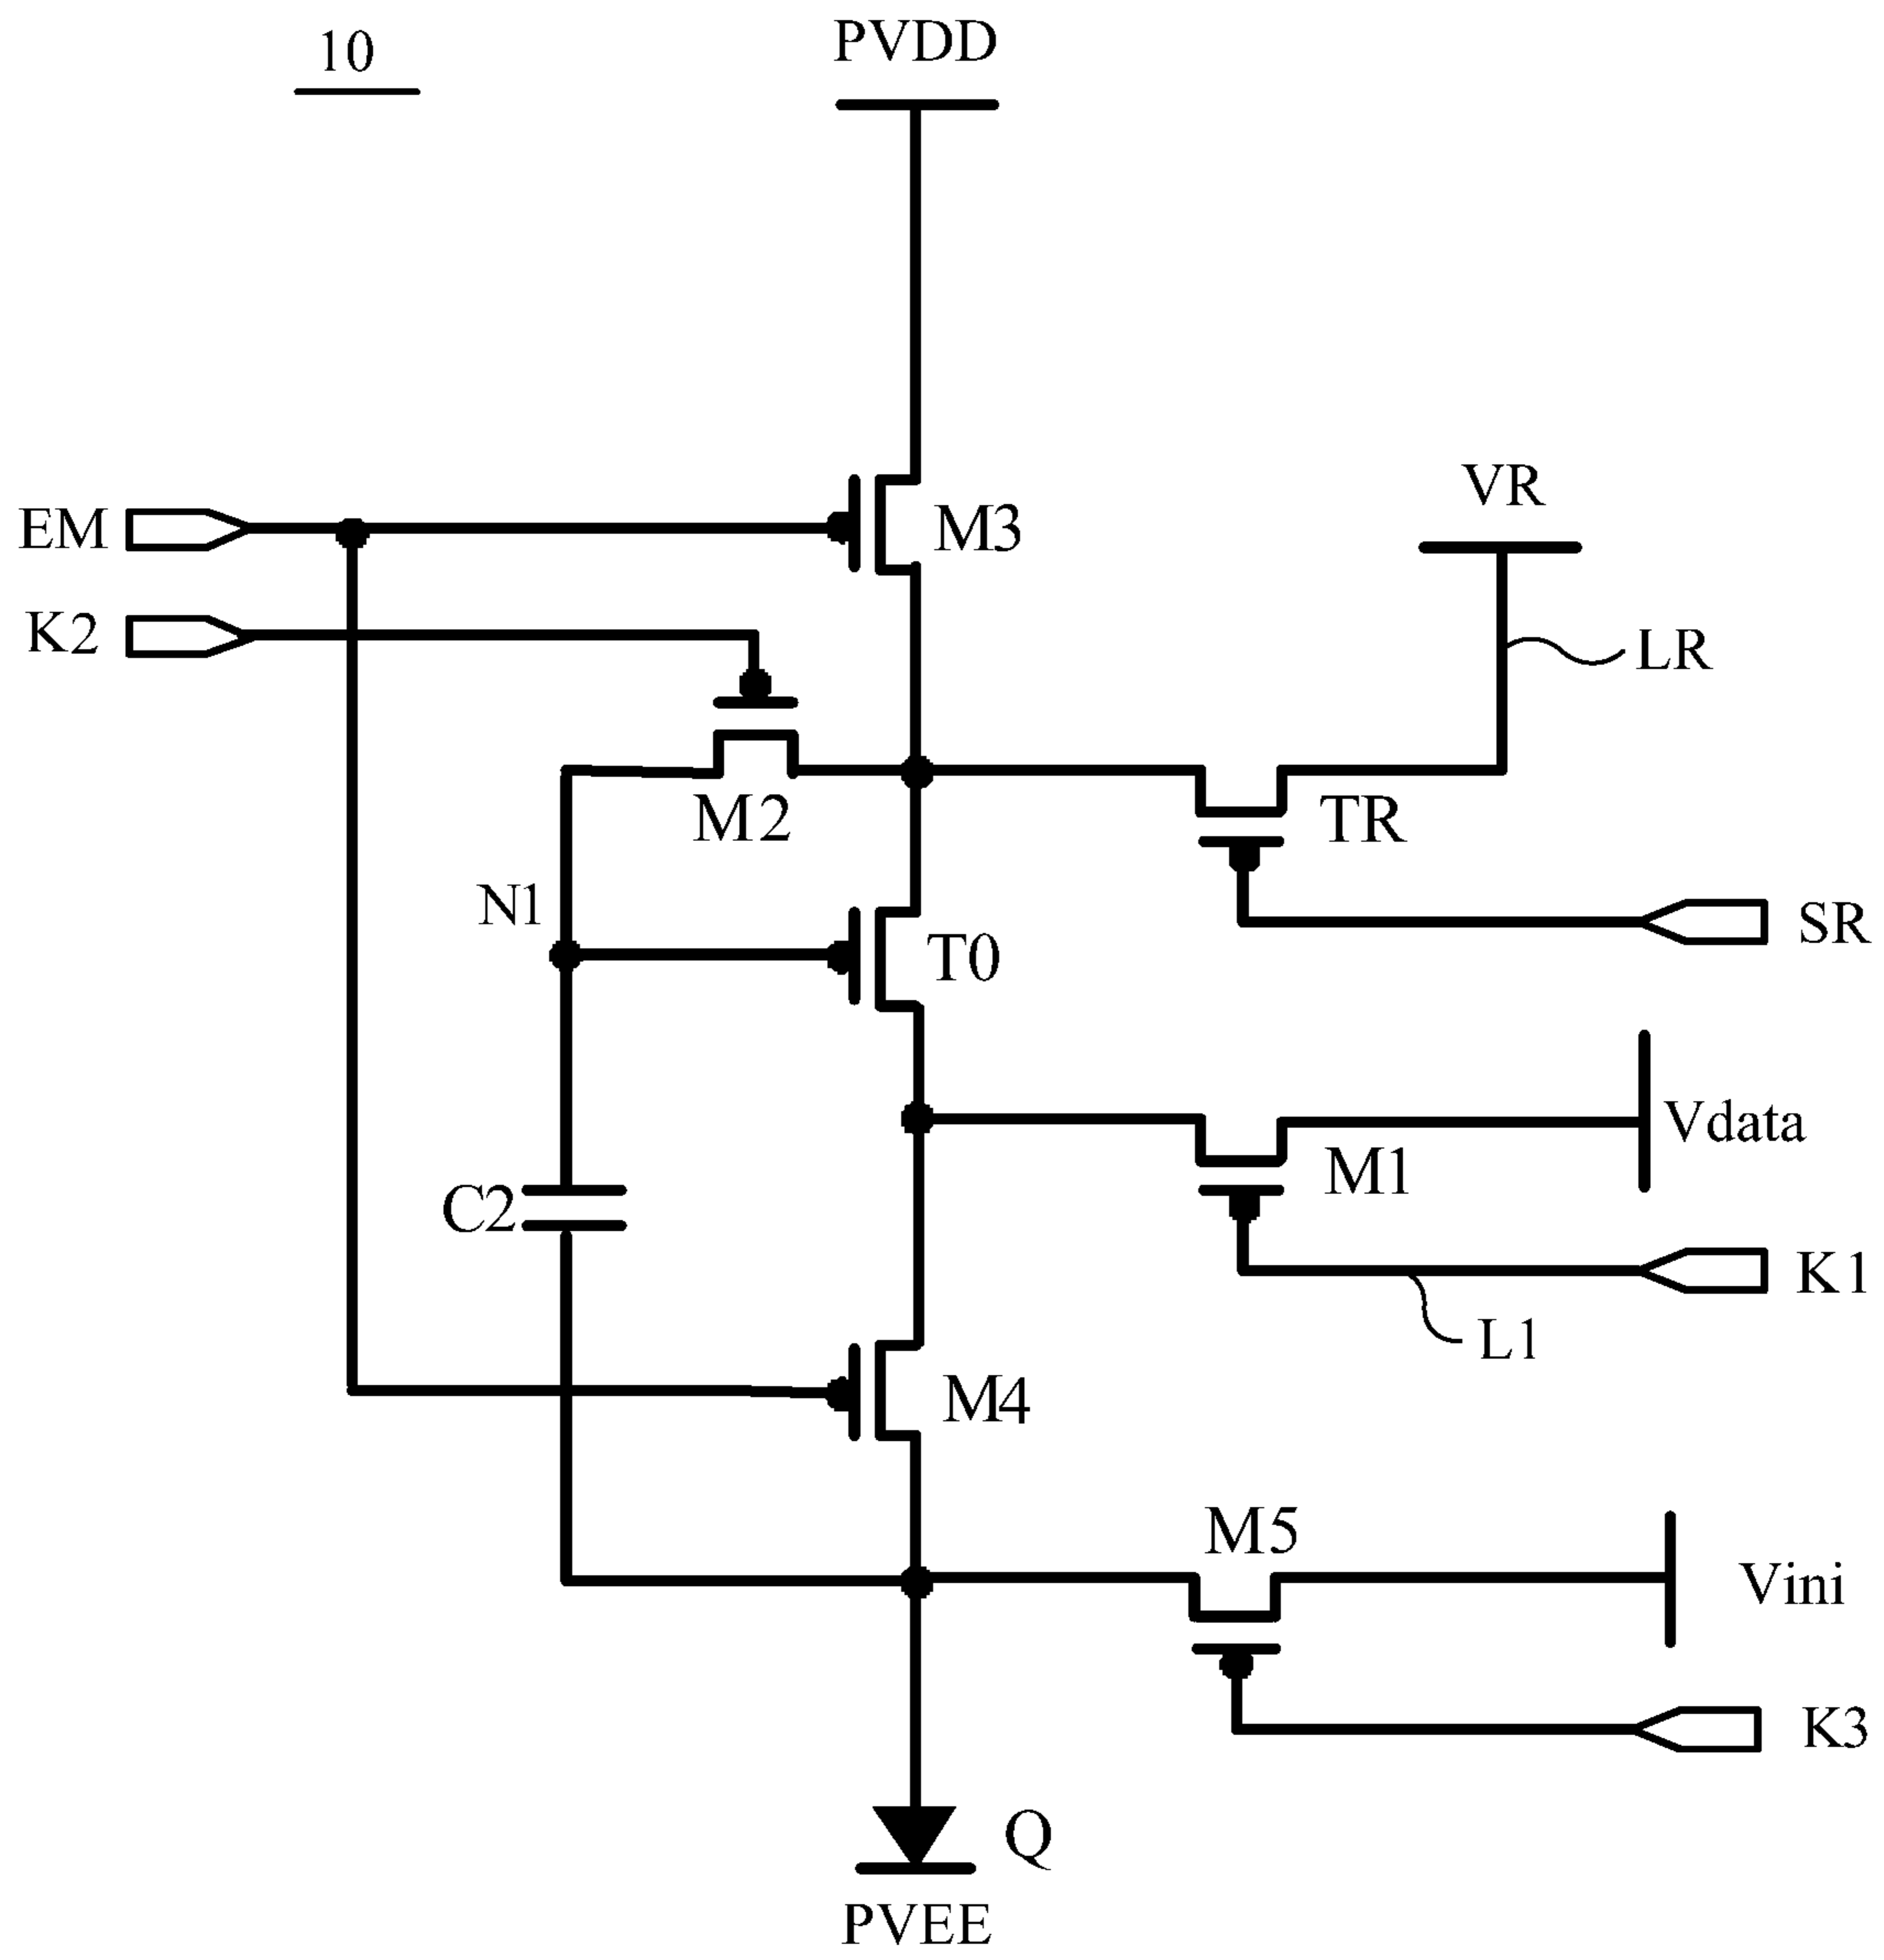 10
PVDD
EM
M3
VR
K2
LR
M2
TR
N1
SR
T0
Vdata
M1
C2
K1
L1
M4
M5
Vini
K3
Q
PVEE